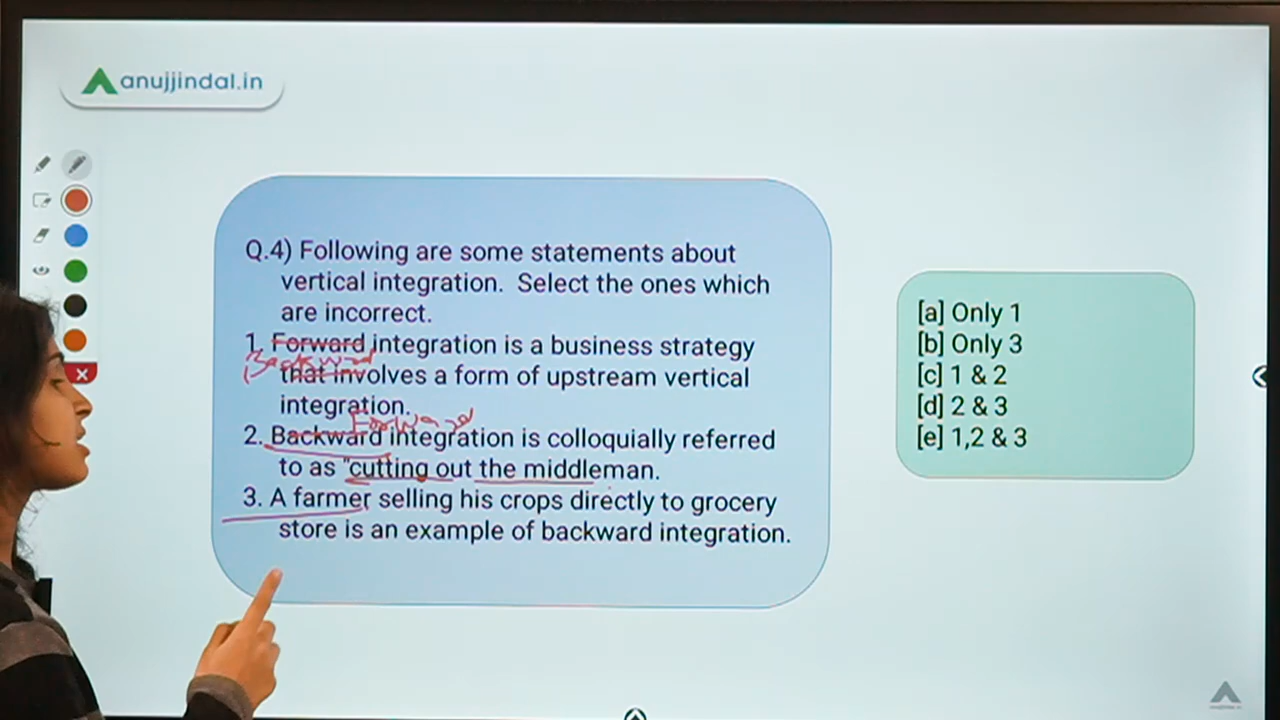 anujjindal.in
Q.4) Following are some statements about
vertical integration. Select the ones which
are incorrect.
1. Forward integration is a business strategy
Backward
that involves a form of upstream vertical
integration.
Forward
2. Backward integration is colloquially referred
to as "cutting out the middleman.
3. A farmer selling his crops directly to grocery
store is an example of backward integration.
[a] Only 1
[b] Only 3
[c] 1 & 2
[d] 2 & 3
[e] 1,2 & 3